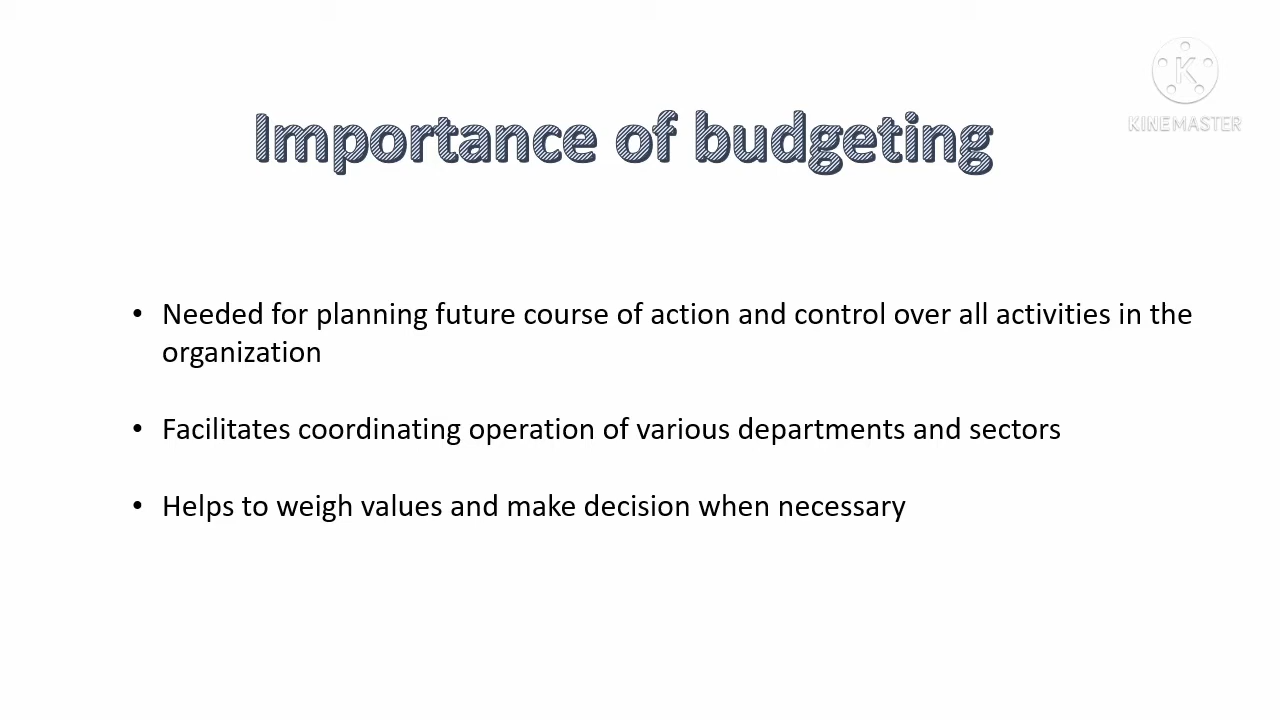 KINEMASTER
Importance of budgeting
• Needed for planning future course of action and control over all activities in the
organization
• Facilitates coordinating operation of various departments and sectors
• Helps to weigh values and make decision when necessary